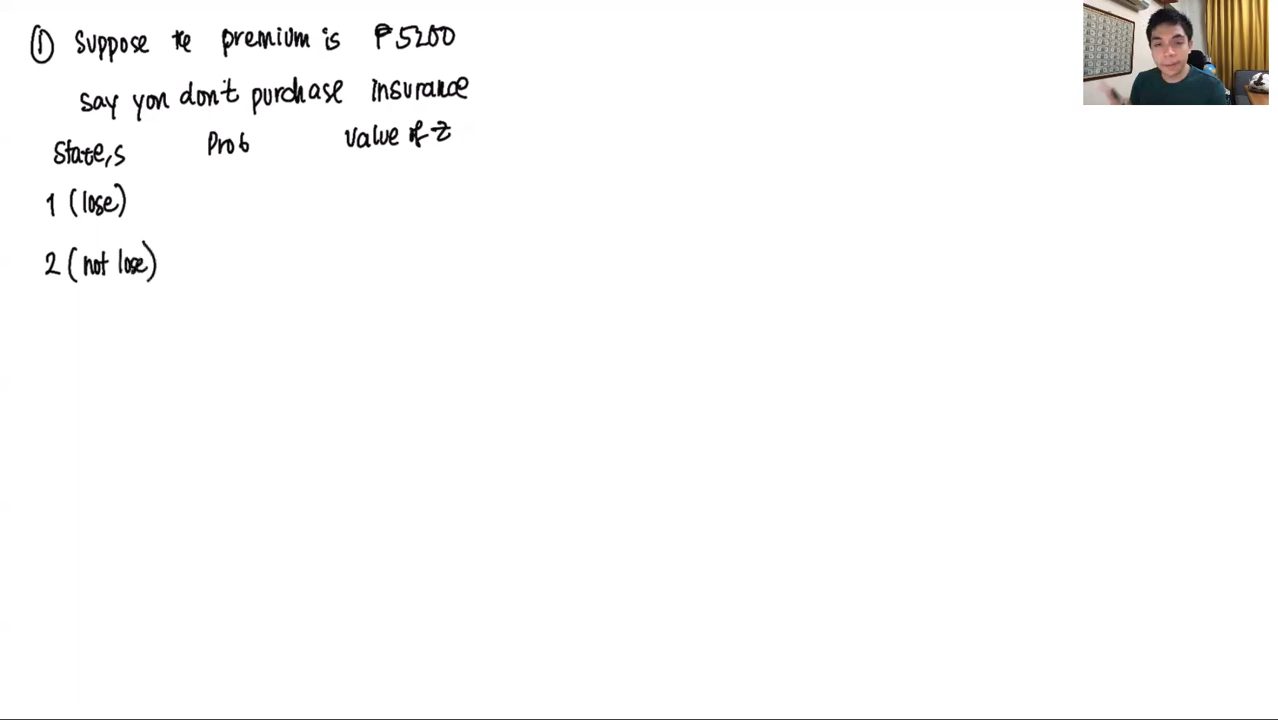 ① Suppose the premium is ₱5200
say you don't purchase insurance
State, s Prob Value of z
1 (lose)
2 (not lose)